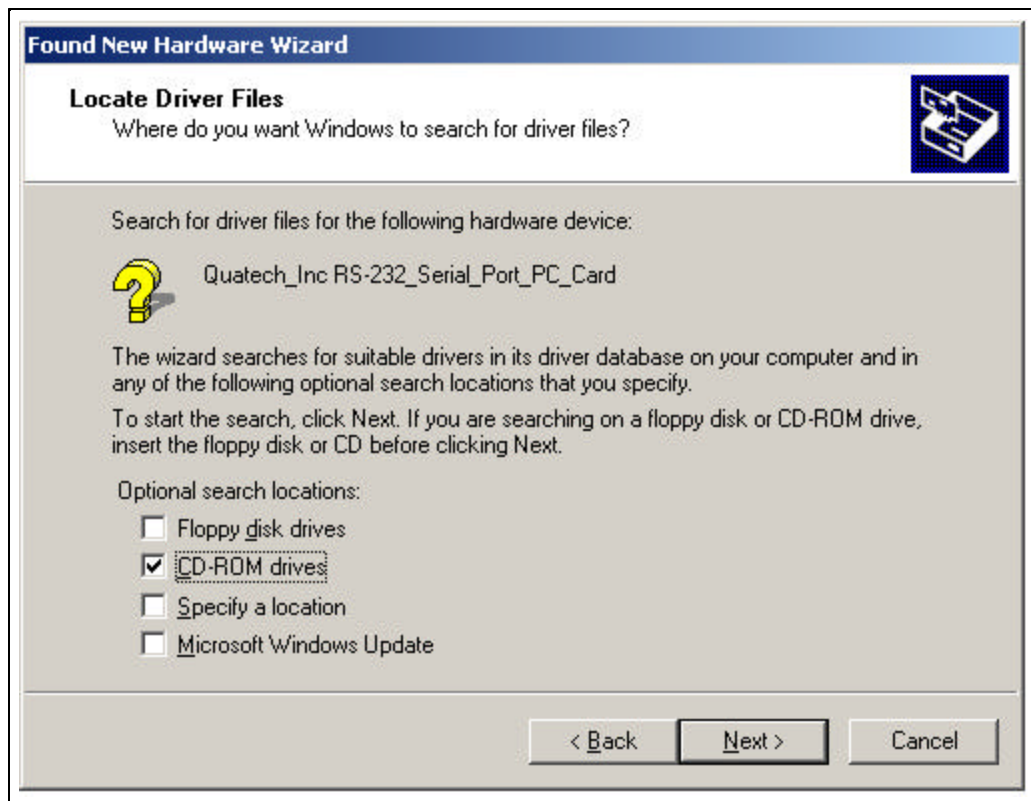 Found New Hardware Wizard
Locate Driver Files
Where do you want Windows to search for driver files?
Search for driver files for the following hardware device:
Quatech_Inc RS-232_Serial_Port_PC_Card
The wizard searches for suitable drivers in its driver database on your computer and in
any of the following optional search locations that you specify.
To start the search, click Next. If you are searching on a floppy disk or CD-ROM drive,
insert the floppy disk or CD before clicking Next.
Optional search locations:
Floppy disk drives
CD-ROM drives
Specify a location
Microsoft Windows Update
< Back Next > Cancel